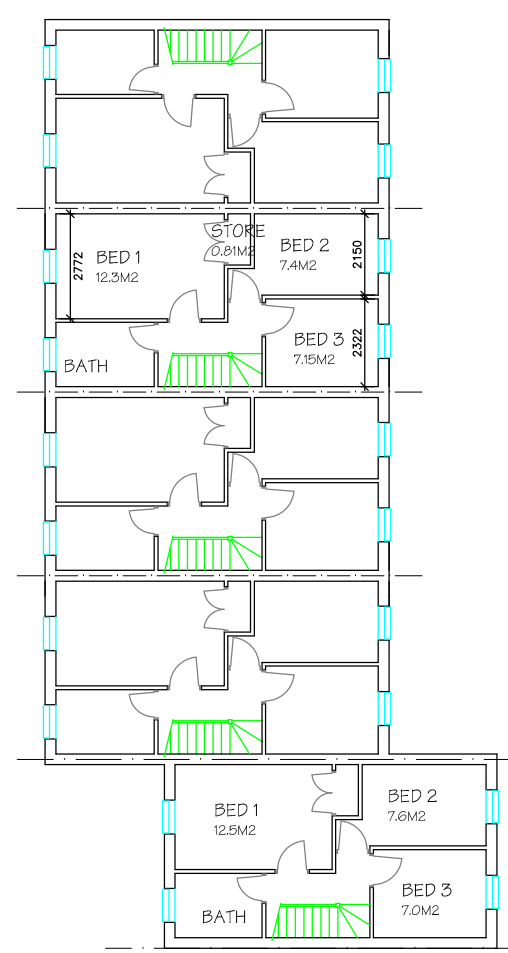 STORE
0.81M2
BED 1
12.3M2
2772
BED 2
7.4M2
2150
BED 3
7.15M2
2322
BATH
BED 1
12.5M2
BED 2
7.6M2
BED 3
7.0M2
BATH